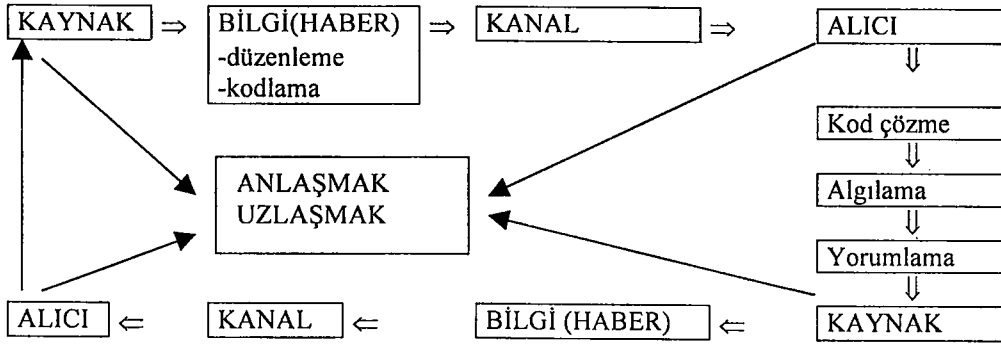 KAYNAK ⇒ BİLGİ(HABER) ⇒ KANAL ⇒ ALICI
-düzenleme
-kodlama
⇓
Kod çözme
⇓
ANLAŞMAK
UZLAŞMAK
Algılama
⇓
Yorumlama
⇓
ALICI ⇐ KANAL ⇐ BİLGİ (HABER) ⇐ KAYNAK